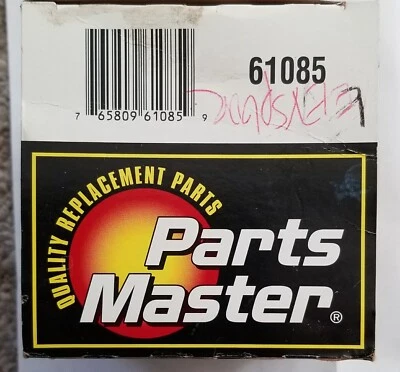 61085
7 65809 61085 9
QUALITY REPLACEMENT PARTS
Parts
Master®